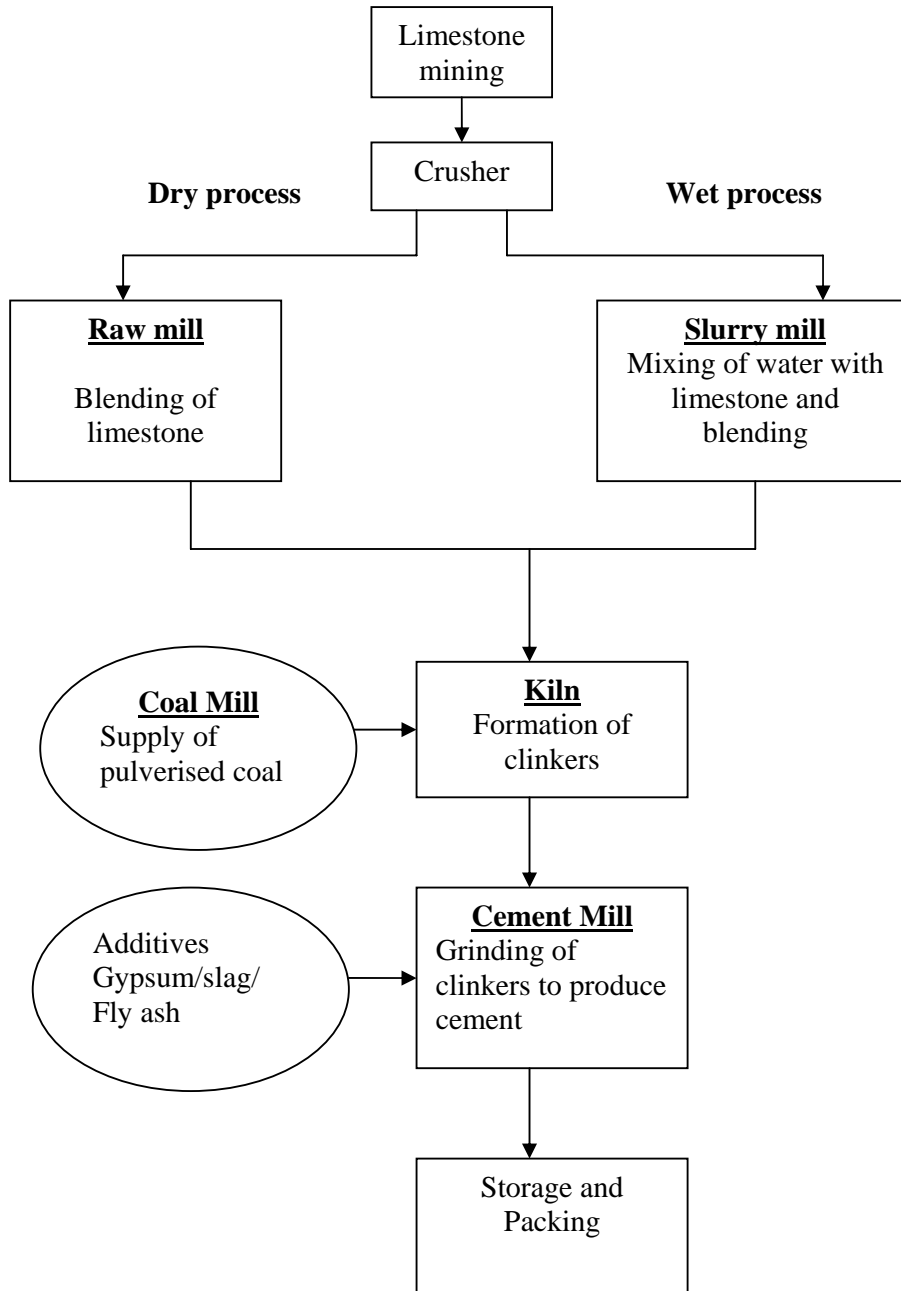 Limestone
mining
Crusher
Dry process
Wet process
Raw mill
Blending of
limestone
Slurry mill
Mixing of water with
limestone and
blending
Coal Mill
Supply of
pulverised coal
Kiln
Formation of
clinkers
Additives
Gypsum/slag/
Fly ash
Cement Mill
Grinding of
clinkers to produce
cement
Storage and
Packing